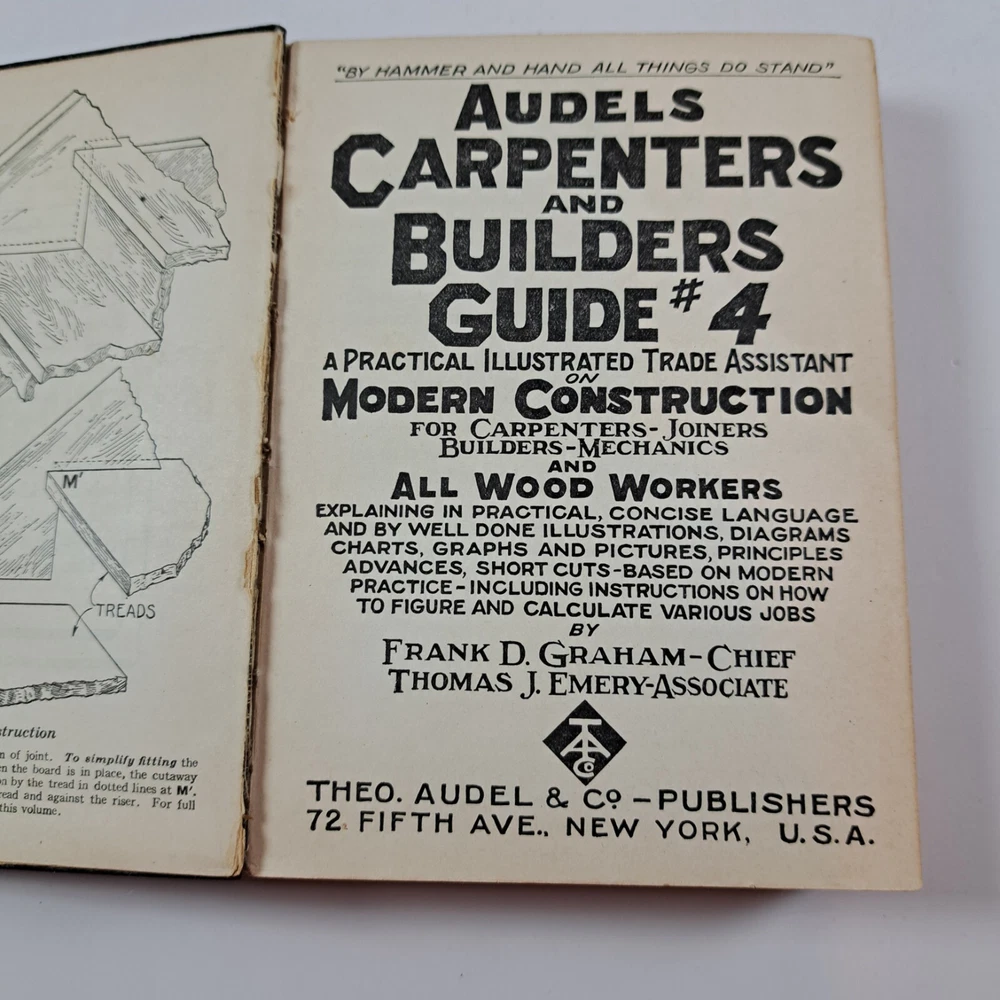 M'
TREADS
struction
of joint. To simplify fitting the
the board is in place, the cutaway
by the tread in dotted lines at M'.
and against the riser. For full
this volume.
"BY HAMMER AND HAND ALL THINGS DO STAND"
AUDELS
CARPENTERS
AND
BUILDERS
GUIDE #4
A PRACTICAL ILLUSTRATED TRADE ASSISTANT
ON
MODERN CONSTRUCTION
FOR CARPENTERS-JOINERS
BUILDERS-MECHANICS
AND
ALL WOOD WORKERS
EXPLAINING IN PRACTICAL, CONCISE LANGUAGE
AND BY WELL DONE ILLUSTRATIONS, DIAGRAMS
CHARTS, GRAPHS AND PICTURES, PRINCIPLES
ADVANCES, SHORT CUTS-BASED ON MODERN
PRACTICE-INCLUDING INSTRUCTIONS ON HOW
TO FIGURE AND CALCULATE VARIOUS JOBS
BY
FRANK D. GRAHAM-CHIEF
THOMAS J. EMERY-ASSOCIATE
TA
Co
THEO. AUDEL & Co. - PUBLISHERS
72 FIFTH AVE., NEW YORK, U.S.A.